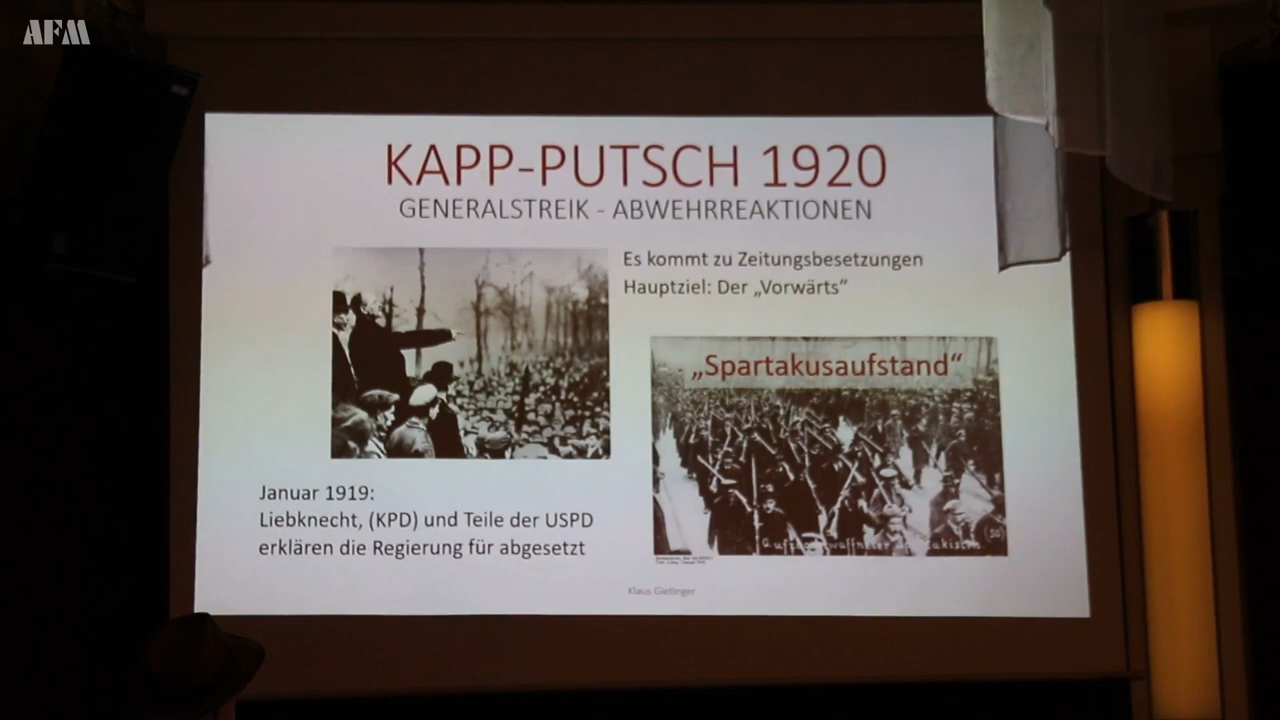 AFM
KAPP-PUTSCH 1920
GENERALSTREIK - ABWEHRREAKTIONEN
Es kommt zu Zeitungsbesetzungen
Hauptziel: Der „Vorwärts“
„Spartakusaufstand“
Januar 1919:
Liebknecht, (KPD) und Teile der USPD
erklären die Regierung für abgesetzt
Klaus Gietinger